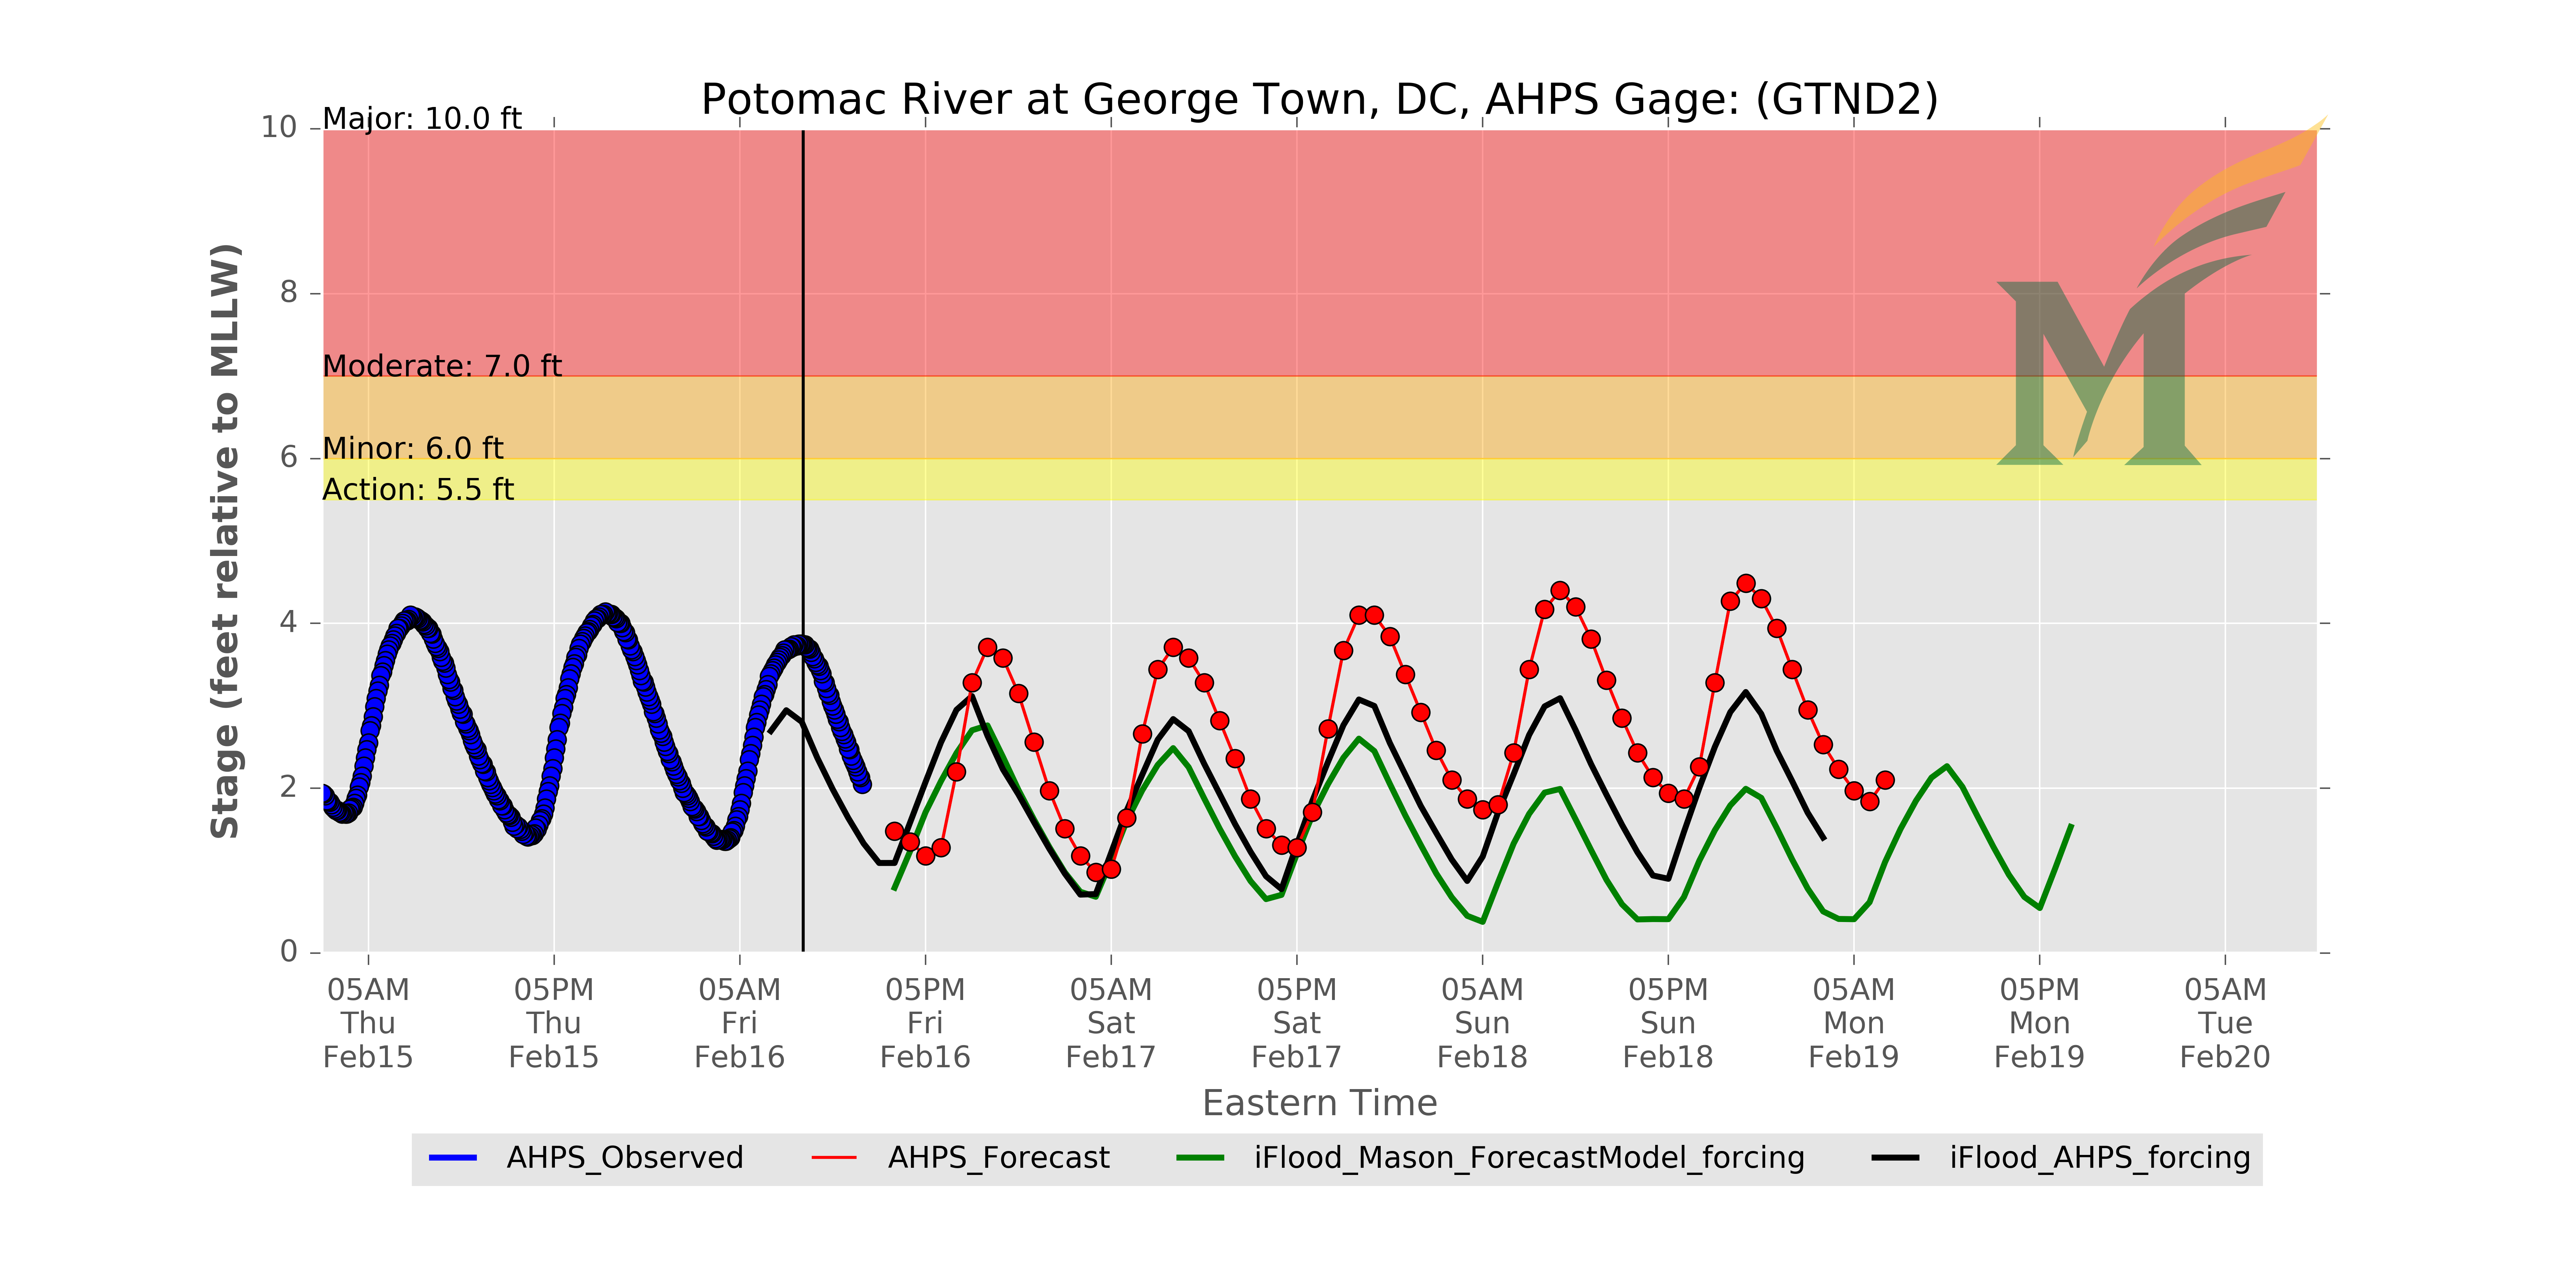 Potomac River at George Town, DC, AHPS Gage: (GTND2)
Major: 10.0 ft
Moderate: 7.0 ft
Minor: 6.0 ft
Action: 5.5 ft
10
8
6
4
2
0
Stage (feet relative to MLLW)
05AM 05PM 05AM 05PM 05AM 05PM 05AM 05PM 05AM 05PM 05AM
Thu Thu Fri Fri Sat Sat Sun Sun Mon Mon Tue
Feb15 Feb15 Feb16 Feb16 Feb17 Feb17 Feb18 Feb18 Feb19 Feb19 Feb20
Eastern Time
AHPS_Observed AHPS_Forecast iFlood_Mason_ForecastModel_forcing iFlood_AHPS_forcing